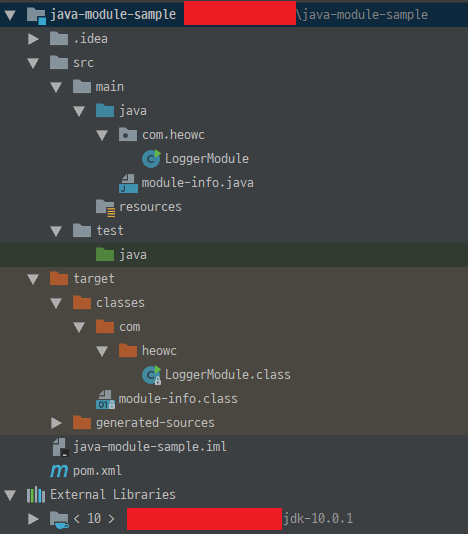 java-module-sample \java-module-sample
.idea
src
main
java
com.heowc
LoggerModule
module-info.java
resources
test
java
target
classes
com
heowc
LoggerModule.class
module-info.class
generated-sources
java-module-sample.iml
pom.xml
External Libraries
< 10 > jdk-10.0.1